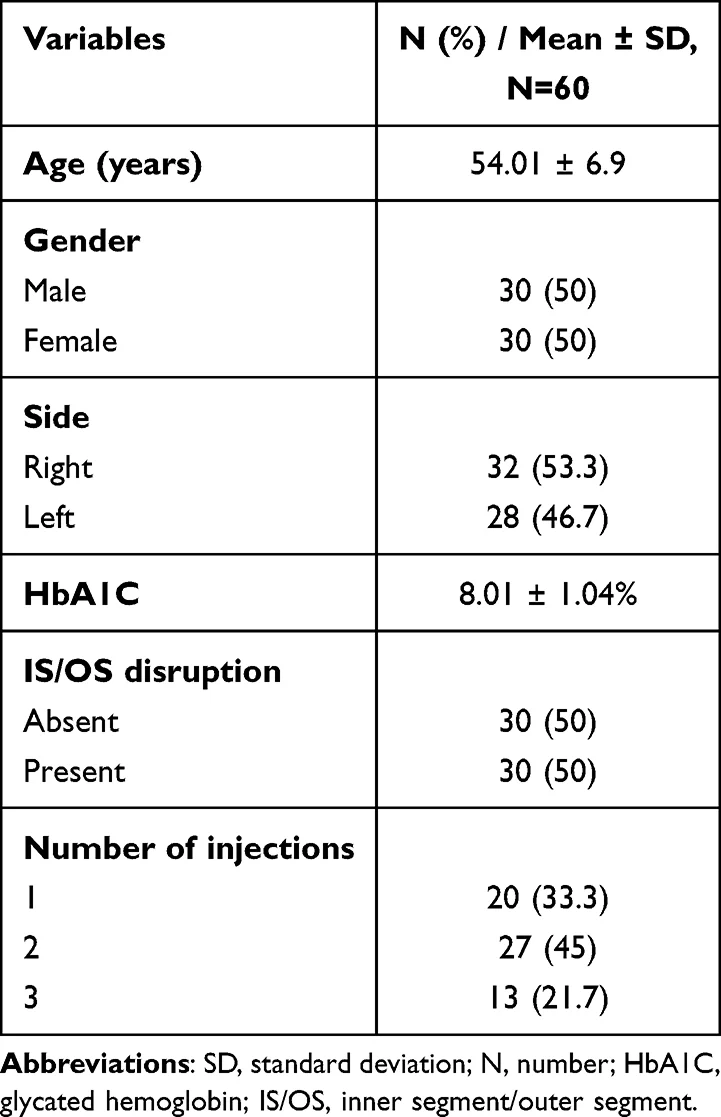 Variables N (%) / Mean ± SD,
N=60
Age (years) 54.01 ± 6.9
Gender
Male 30 (50)
Female 30 (50)
Side
Right 32 (53.3)
Left 28 (46.7)
HbA1C 8.01 ± 1.04%
IS/OS disruption
Absent 30 (50)
Present 30 (50)
Number of injections
1 20 (33.3)
2 27 (45)
3 13 (21.7)
Abbreviations: SD, standard deviation; N, number; HbA1C,
glycated hemoglobin; IS/OS, inner segment/outer segment.